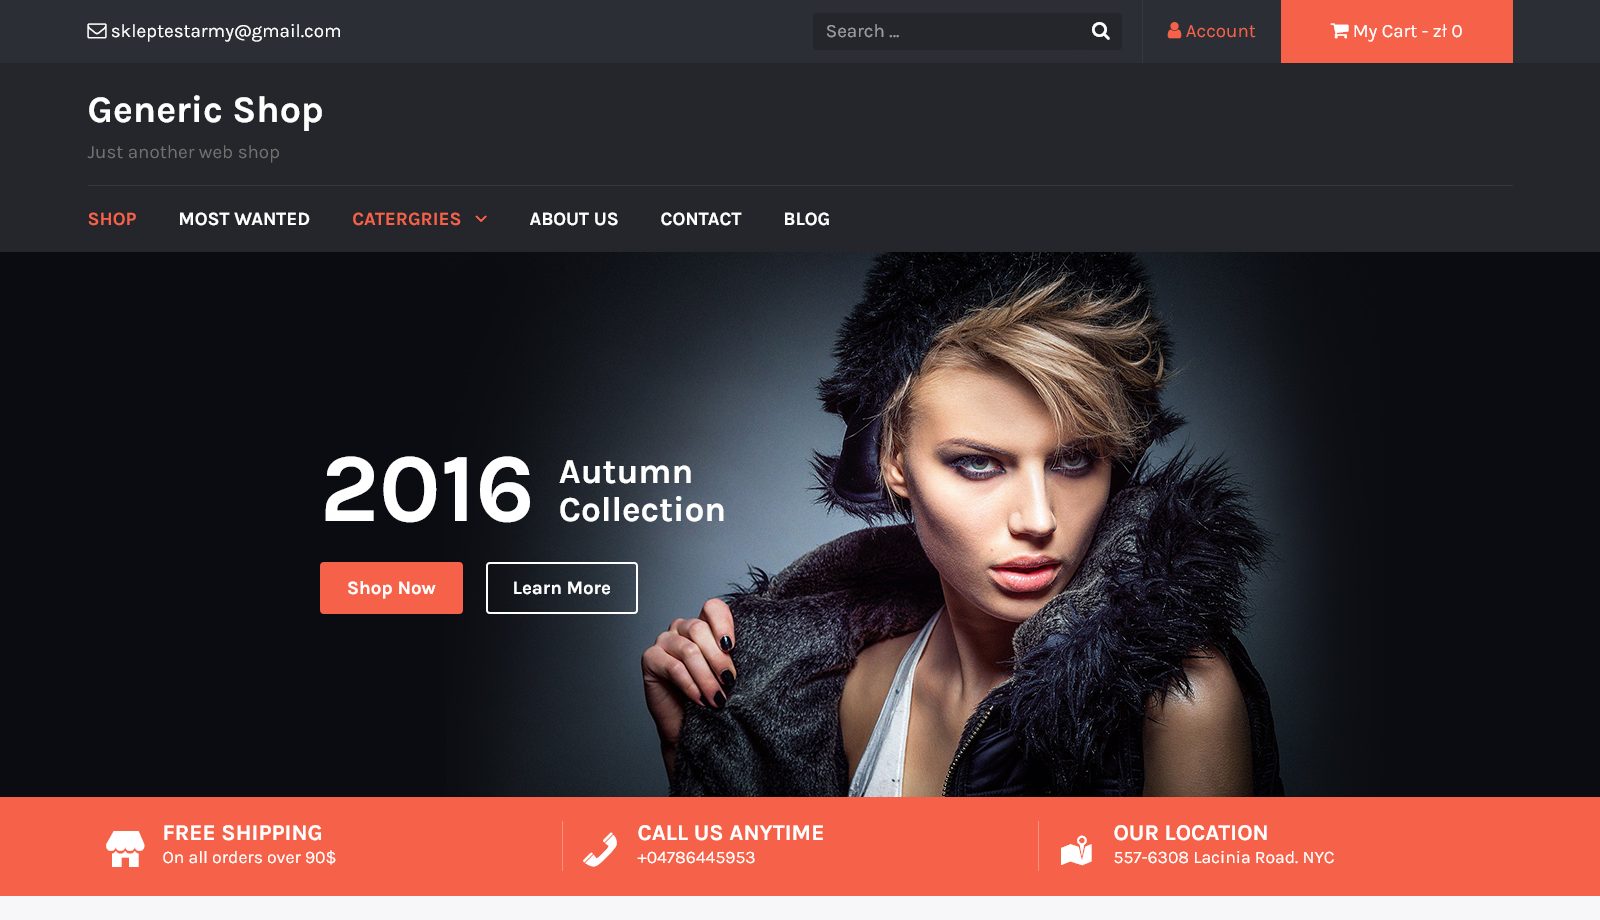 skleptestarmy@gmail.com
Search ...
Account
My Cart - zł 0
Generic Shop
Just another web shop
SHOP
MOST WANTED
CATERGRIES
ABOUT US
CONTACT
BLOG
2016
Autumn
Collection
Shop Now
Learn More
FREE SHIPPING
On all orders over 90$
CALL US ANYTIME
+04786445953
OUR LOCATION
557-6308 Lacinia Road. NYC